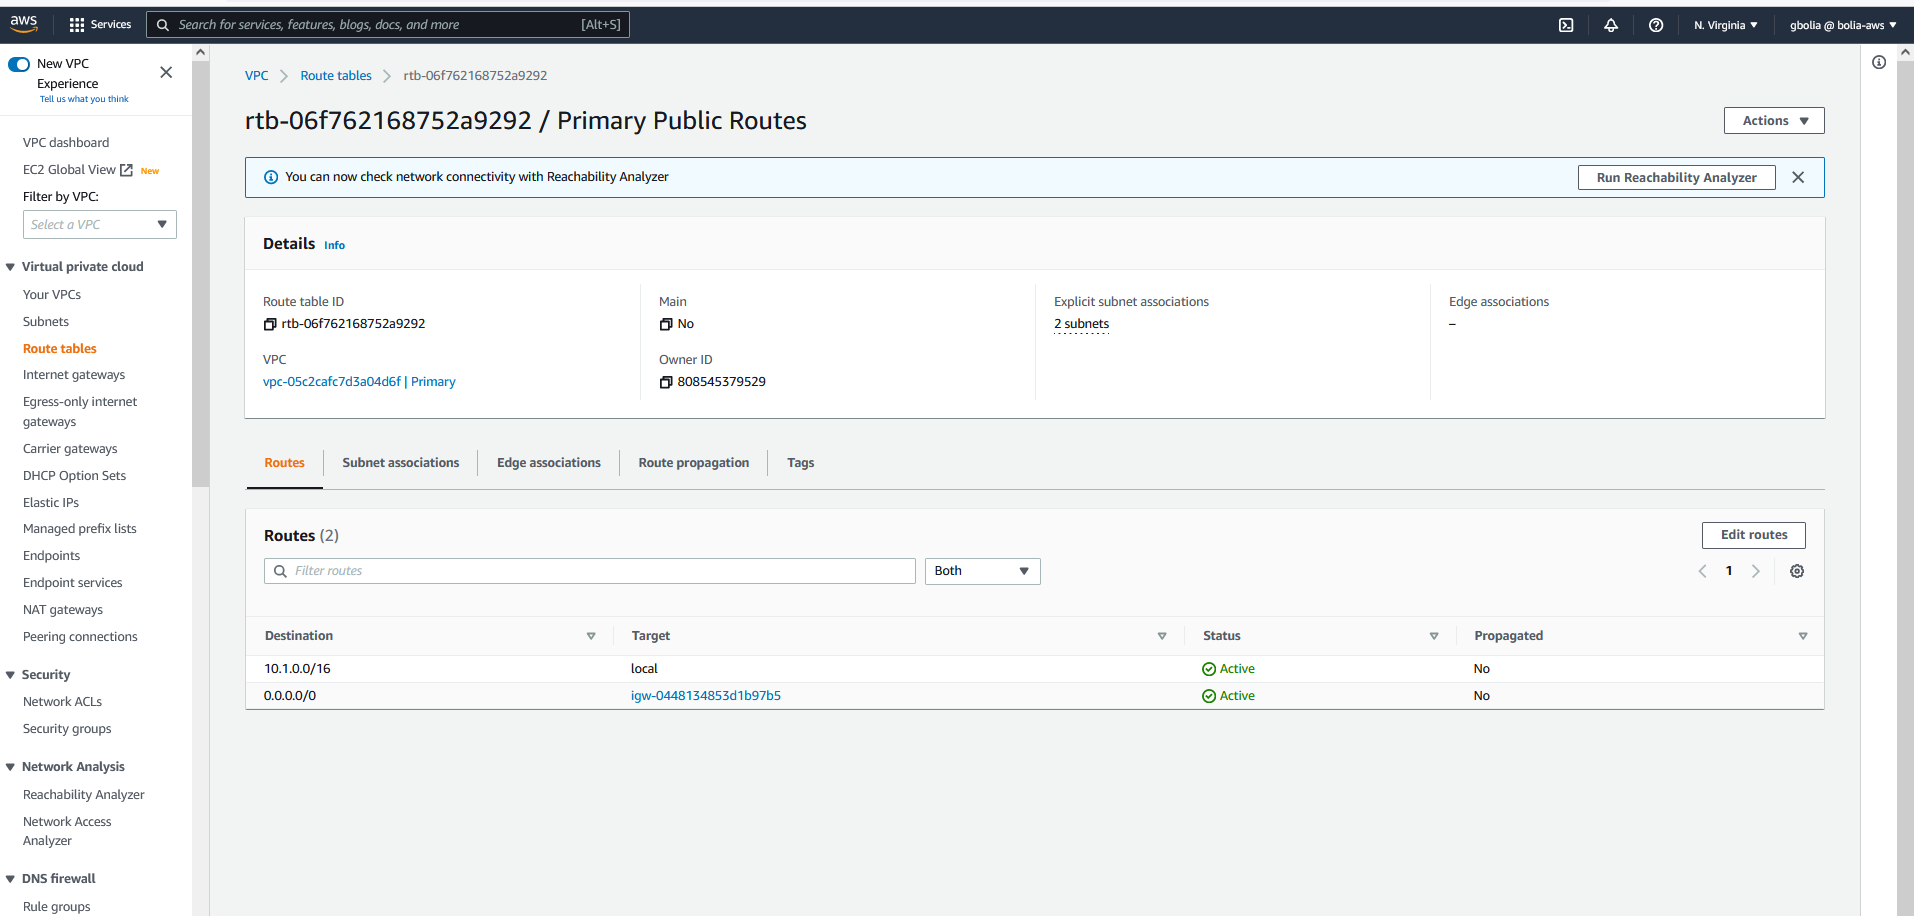 aws
Services
Search for services, features, blogs, docs, and more
[Alt+S]
N. Virginia
gbolia @ bolia-aws
New VPC
Experience
Tell us what you think
VPC dashboard
EC2 Global View
New
Filter by VPC:
Select a VPC
Virtual private cloud
Your VPCs
Subnets
Route tables
Internet gateways
Egress-only internet
gateways
Carrier gateways
DHCP Option Sets
Elastic IPs
Managed prefix lists
Endpoints
Endpoint services
NAT gateways
Peering connections
Security
Network ACLs
Security groups
Network Analysis
Reachability Analyzer
Network Access
Analyzer
DNS firewall
Rule groups
VPC
Route tables
rtb-06f762168752a9292
rtb-06f762168752a9292 / Primary Public Routes
Actions
You can now check network connectivity with Reachability Analyzer
Run Reachability Analyzer
Details
Info
Route table ID
rtb-06f762168752a9292
Main
No
Explicit subnet associations
2 subnets
Edge associations
–
VPC
vpc-05c2cafc7d3a04d6f | Primary
Owner ID
808545379529
Routes
Subnet associations
Edge associations
Route propagation
Tags
Routes (2)
Edit routes
Filter routes
Both
1
Destination
Target
Status
Propagated
10.1.0.0/16
local
Active
No
0.0.0.0/0
igw-0448134853d1b97b5
Active
No